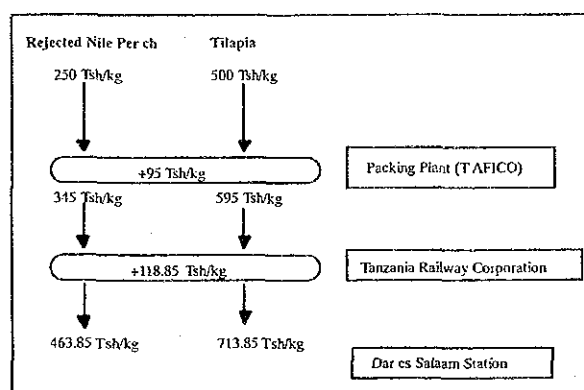 Rejected Nile Per ch Tilapia
250 Tsh/kg 500 Tsh/kg
+95 Tsh/kg Packing Plant (TAFICO)
345 Tsh/kg 595 Tsh/kg
+118.85 Tsh/kg Tanzania Railway Corporation
463.85 Tsh/kg 713.85 Tsh/kg
Dar es Salaam Station